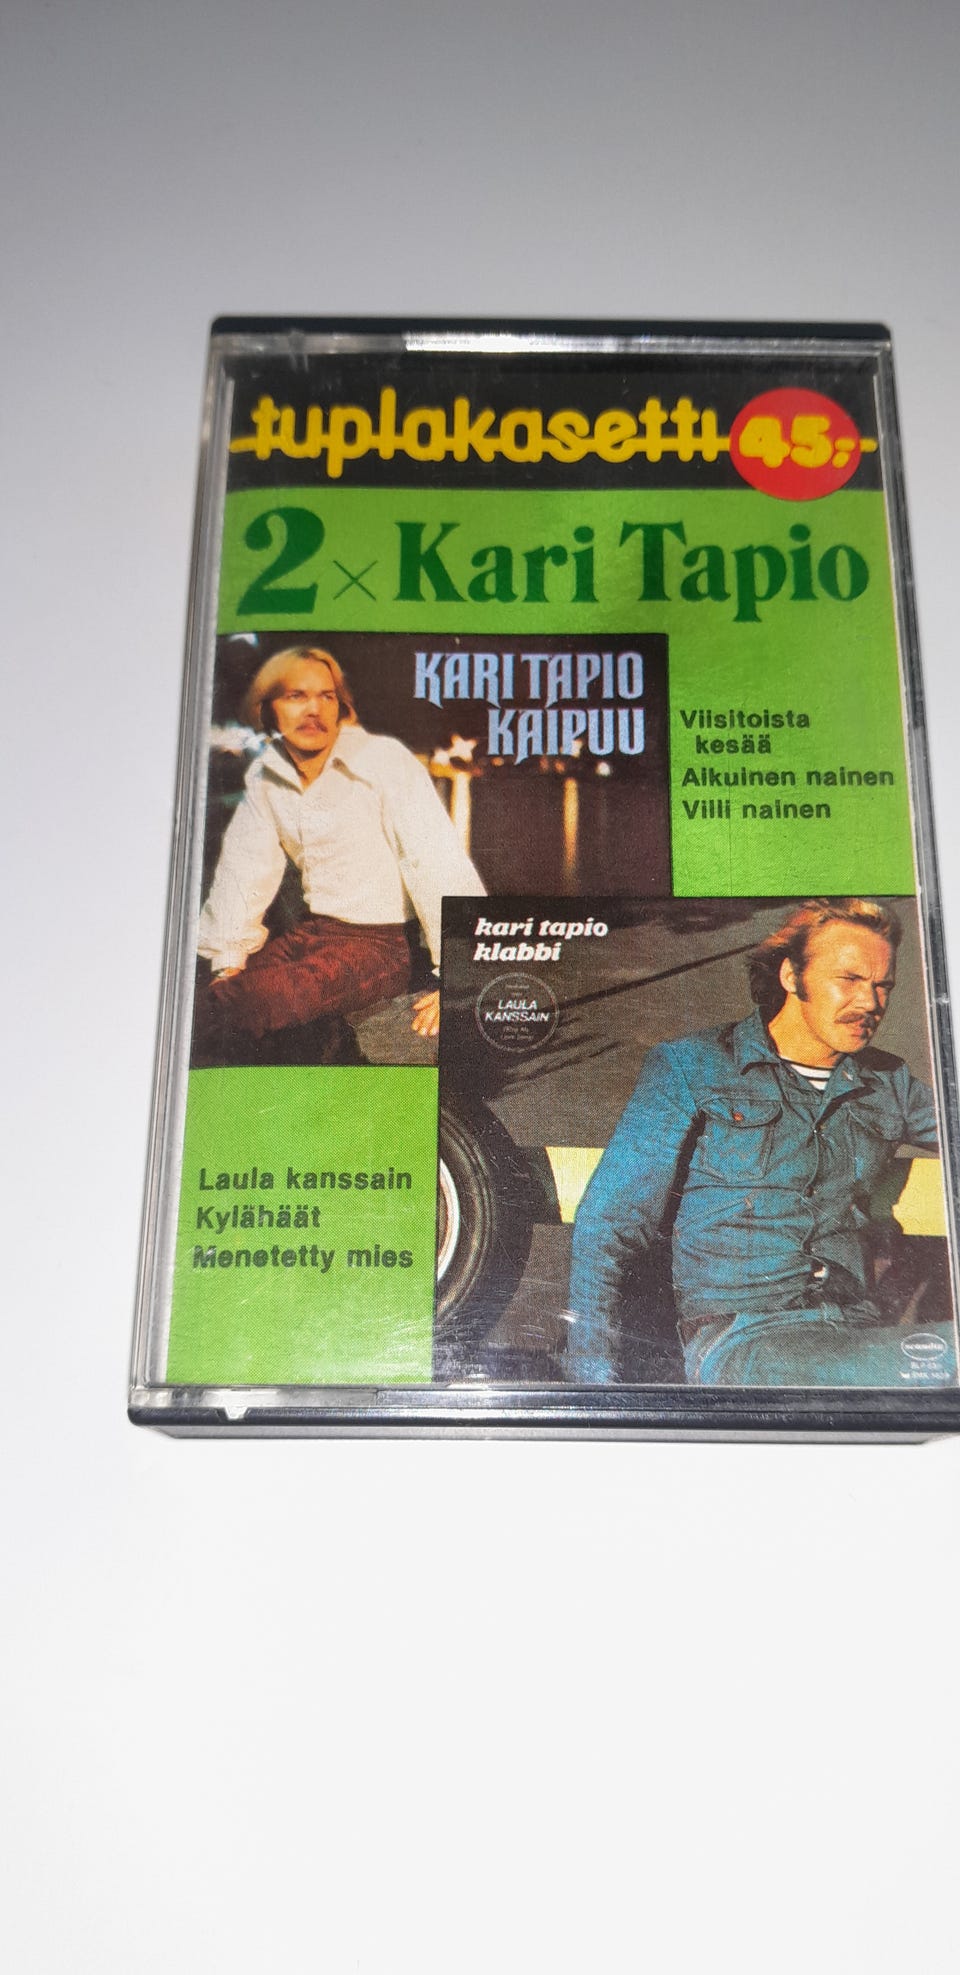 tuplakasetti 45:-
2 x Kari Tapio
KARI TAPIO
KAIPUU
Viisitoista
kesää
Aikuinen nainen
Villi nainen
kari tapio
klabbi
LAULA
KANSSAIN
Laula kanssain
Kylähäät
Menetetty mies
scandia